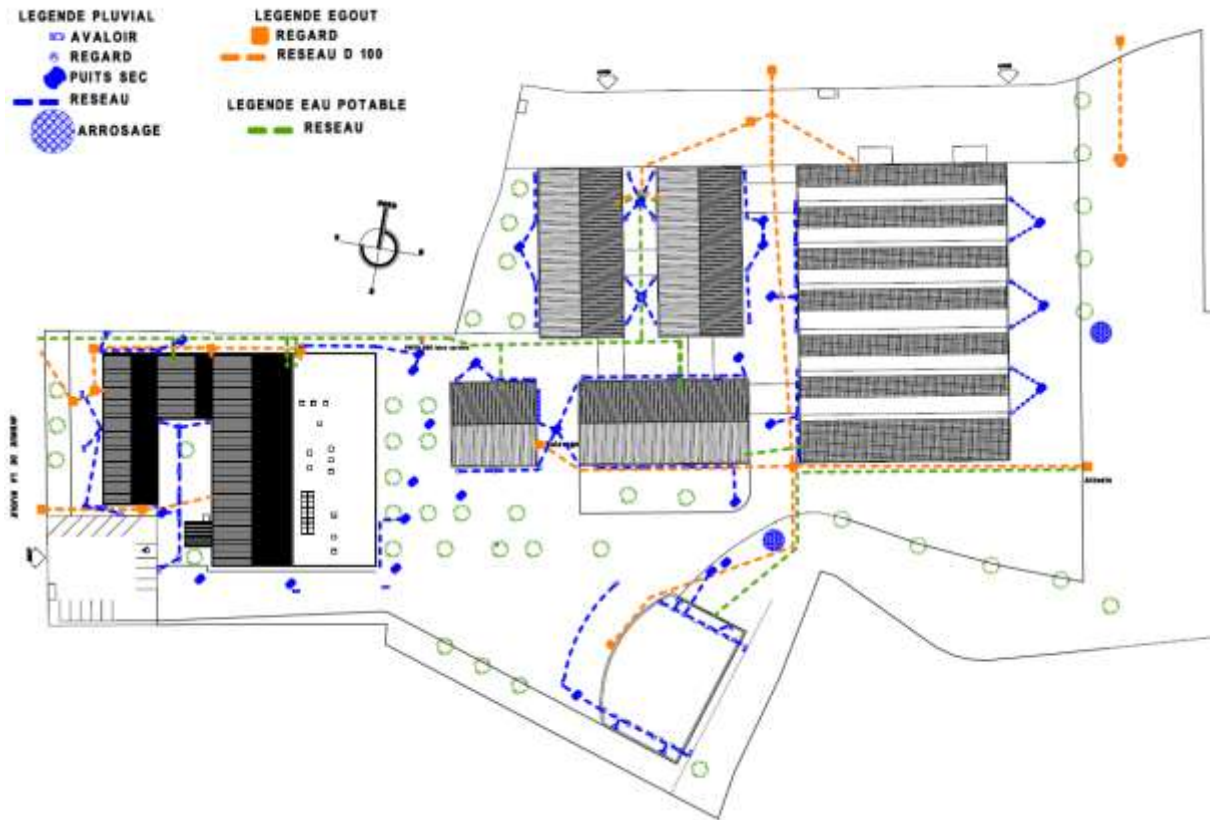 LEGENDE PLUVIAL
AVALOIR
REGARD
PUITS SEC
RESEAU
ARROSAGE
LEGENDE EGOUT
REGARD
RESEAU D 100
LEGENDE EAU POTABLE
RESEAU